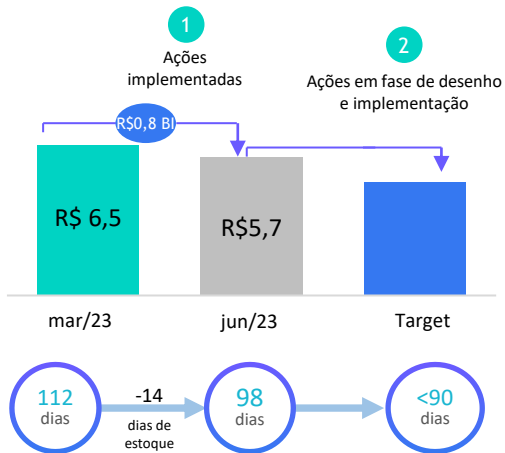 1
Ações
implementadas
2
Ações em fase de desenho
e implementação
R$0,8 BI
R$ 6,5
R$5,7
mar/23
jun/23
Target
112
dias
-14
dias de
estoque
98
dias
<90
dias